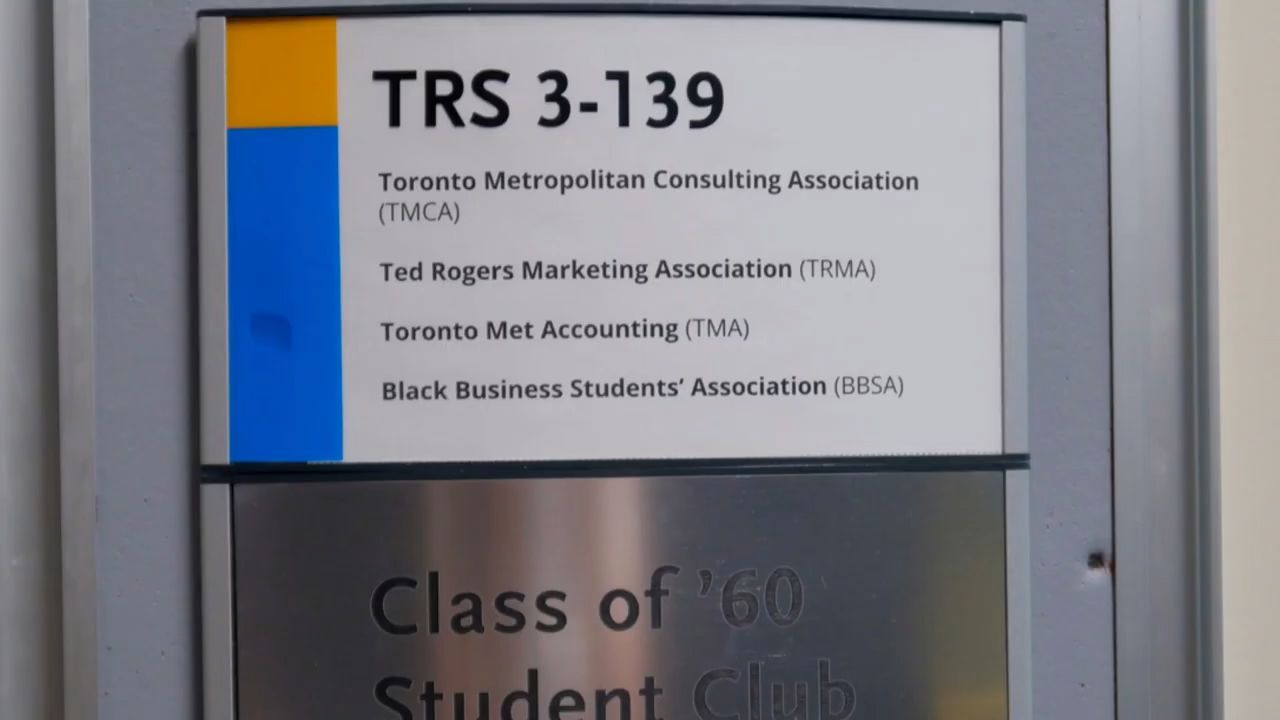 TRS 3-139
Toronto Metropolitan Consulting Association
(TMCA)
Ted Rogers Marketing Association (TRMA)
Toronto Met Accounting (TMA)
Black Business Students’ Association (BBSA)
Class of ’60
Student Club